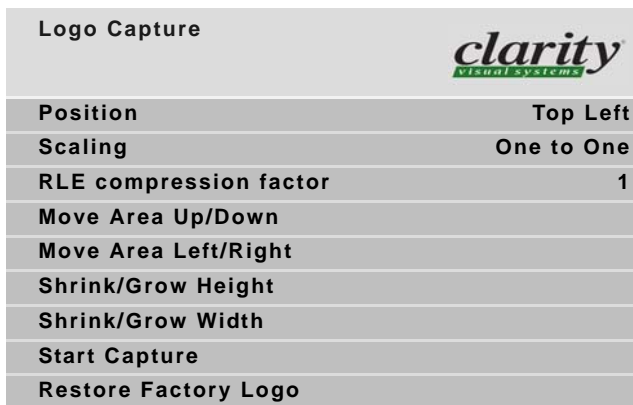 Logo Capture
clarity
visual systems
Position Top Left
Scaling One to One
RLE compression factor 1
Move Area Up/Down
Move Area Left/Right
Shrink/Grow Height
Shrink/Grow Width
Start Capture
Restore Factory Logo